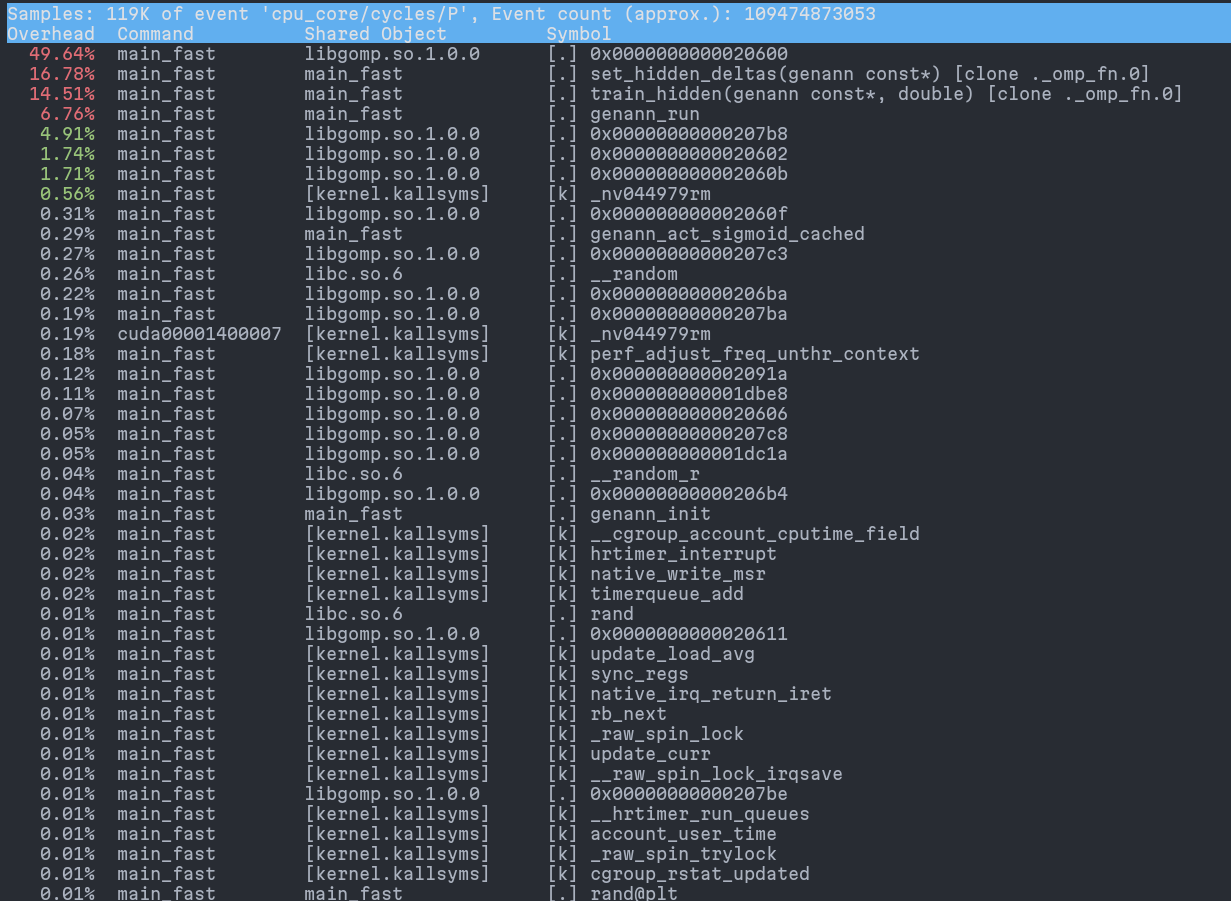 Samples: 119K of event 'cpu_core/cycles/P', Event count (approx.): 109474873053
Overhead  Command          Shared Object         Symbol
49.64%  main_fast        libgomp.so.1.0.0      [.] 0x0000000000020600
16.78%  main_fast        main_fast             [.] set_hidden_deltas(genann const*) [clone ._omp_fn.0]
14.51%  main_fast        main_fast             [.] train_hidden(genann const*, double) [clone ._omp_fn.0]
6.76%  main_fast        main_fast             [.] genann_run
4.91%  main_fast        libgomp.so.1.0.0      [.] 0x00000000000207b8
1.74%  main_fast        libgomp.so.1.0.0      [.] 0x0000000000020602
1.71%  main_fast        libgomp.so.1.0.0      [.] 0x000000000002060b
0.56%  main_fast        [kernel.kallsyms]     [k] _nv044979rm
0.31%  main_fast        libgomp.so.1.0.0      [.] 0x000000000002060f
0.29%  main_fast        main_fast             [.] genann_act_sigmoid_cached
0.27%  main_fast        libgomp.so.1.0.0      [.] 0x00000000000207c3
0.26%  main_fast        libc.so.6             [.] __random
0.22%  main_fast        libgomp.so.1.0.0      [.] 0x00000000000206ba
0.19%  main_fast        libgomp.so.1.0.0      [.] 0x00000000000207ba
0.19%  cuda00001400007  [kernel.kallsyms]     [k] _nv044979rm
0.18%  main_fast        [kernel.kallsyms]     [k] perf_adjust_freq_unthr_context
0.12%  main_fast        libgomp.so.1.0.0      [.] 0x000000000002091a
0.11%  main_fast        libgomp.so.1.0.0      [.] 0x000000000001dbe8
0.07%  main_fast        libgomp.so.1.0.0      [.] 0x0000000000020606
0.05%  main_fast        libgomp.so.1.0.0      [.] 0x00000000000207c8
0.05%  main_fast        libgomp.so.1.0.0      [.] 0x000000000001dc1a
0.04%  main_fast        libc.so.6             [.] __random_r
0.04%  main_fast        libgomp.so.1.0.0      [.] 0x00000000000206b4
0.03%  main_fast        main_fast             [.] genann_init
0.02%  main_fast        [kernel.kallsyms]     [k] __cgroup_account_cputime_field
0.02%  main_fast        [kernel.kallsyms]     [k] hrtimer_interrupt
0.02%  main_fast        [kernel.kallsyms]     [k] native_write_msr
0.02%  main_fast        [kernel.kallsyms]     [k] timerqueue_add
0.01%  main_fast        libc.so.6             [.] rand
0.01%  main_fast        libgomp.so.1.0.0      [.] 0x0000000000020611
0.01%  main_fast        [kernel.kallsyms]     [k] update_load_avg
0.01%  main_fast        [kernel.kallsyms]     [k] sync_regs
0.01%  main_fast        [kernel.kallsyms]     [k] native_irq_return_iret
0.01%  main_fast        [kernel.kallsyms]     [k] rb_next
0.01%  main_fast        [kernel.kallsyms]     [k] _raw_spin_lock
0.01%  main_fast        [kernel.kallsyms]     [k] update_curr
0.01%  main_fast        [kernel.kallsyms]     [k] __raw_spin_lock_irqsave
0.01%  main_fast        libgomp.so.1.0.0      [.] 0x00000000000207be
0.01%  main_fast        [kernel.kallsyms]     [k] __hrtimer_run_queues
0.01%  main_fast        [kernel.kallsyms]     [k] account_user_time
0.01%  main_fast        [kernel.kallsyms]     [k] _raw_spin_trylock
0.01%  main_fast        [kernel.kallsyms]     [k] cgroup_rstat_updated
0.01%  main_fast        main_fast             [.] rand@plt